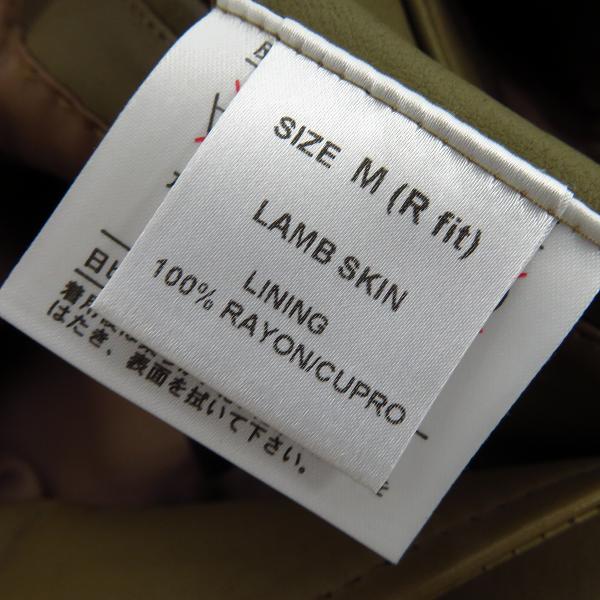 SIZE M (R fit)
LAMB SKIN
LINING
100% RAYON/CUPRO
はたき、表面を拭いて下さい。